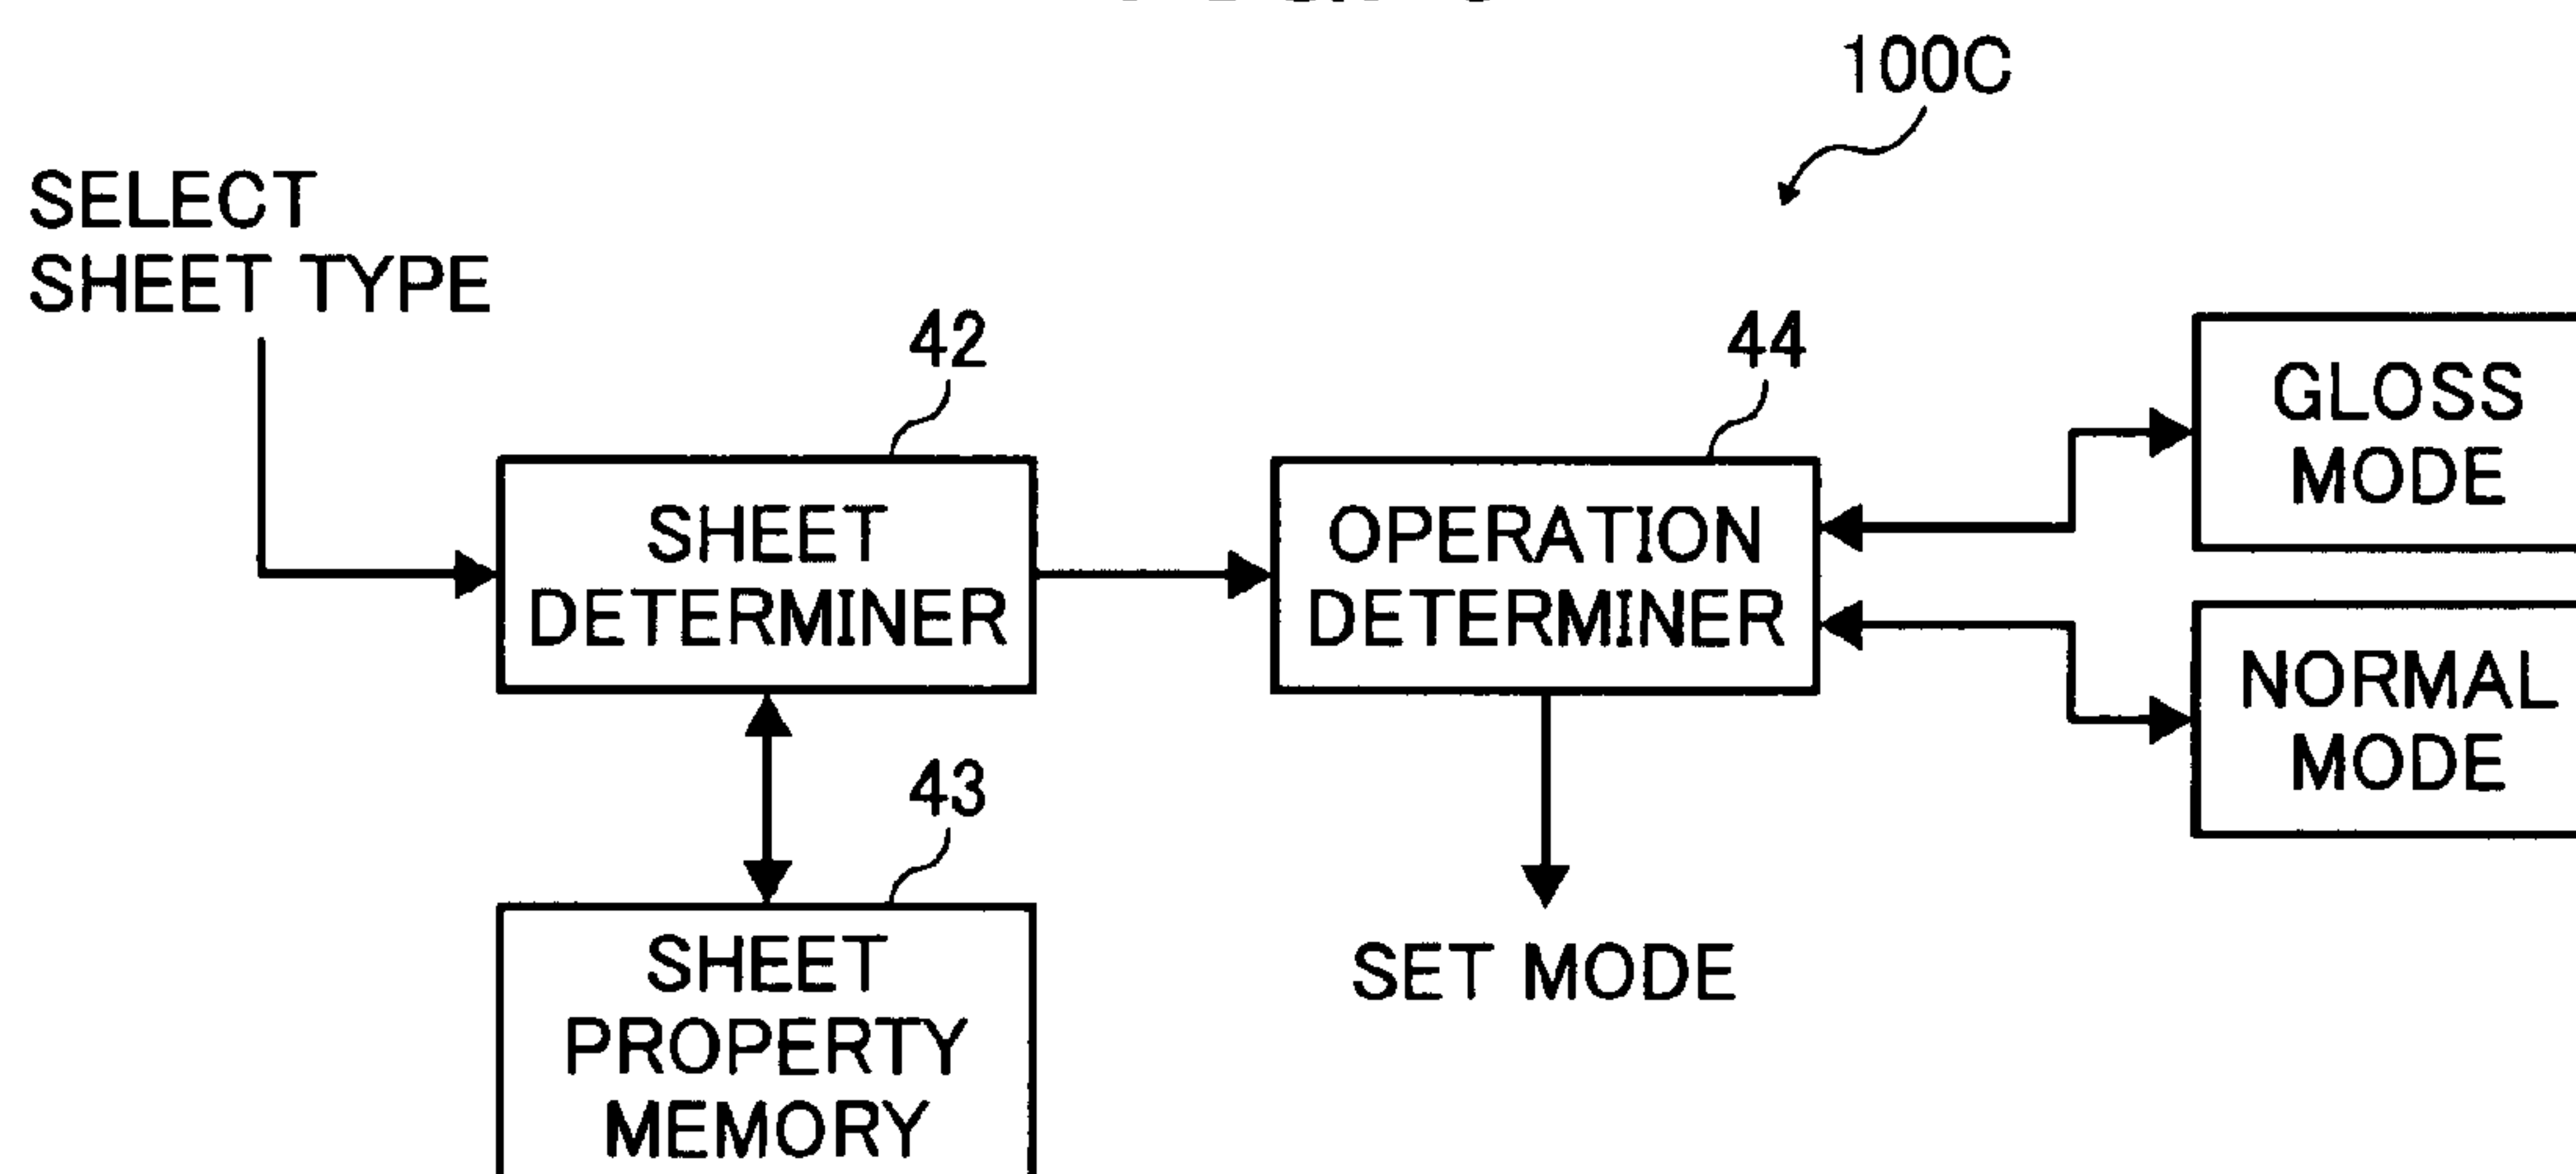 100C
SELECT
SHEET TYPE
42
44
GLOSS
MODE
SHEET
DETERMINER
OPERATION
DETERMINER
NORMAL
MODE
43
SET MODE
SHEET
PROPERTY
MEMORY